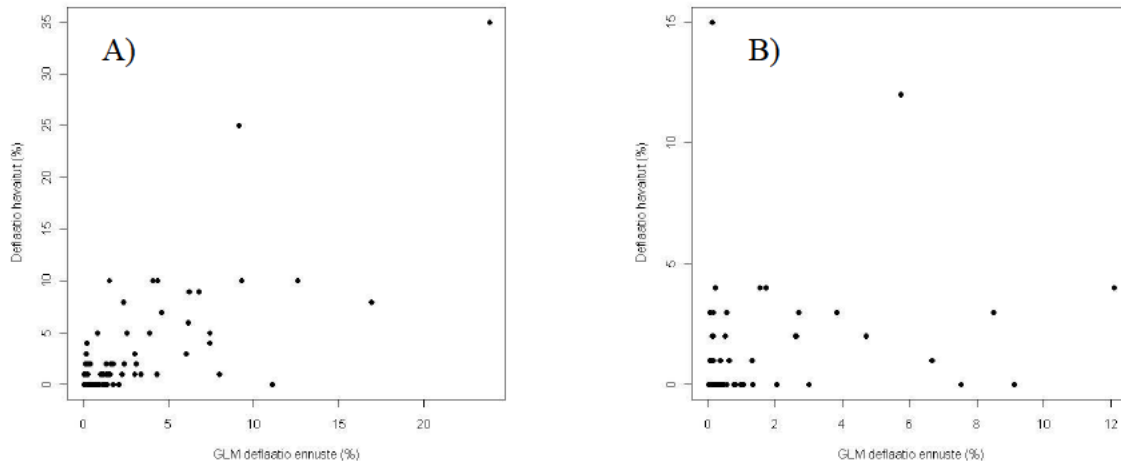 A)
Deflaatio havaitut (%)
35
30
25
20
15
10
5
0
0 5 10 15 20
GLM deflaatio ennuste (%)
B)
Deflaatio havaitut (%)
15
10
5
0
0 2 4 6 8 10 12
GLM deflaatio ennuste (%)